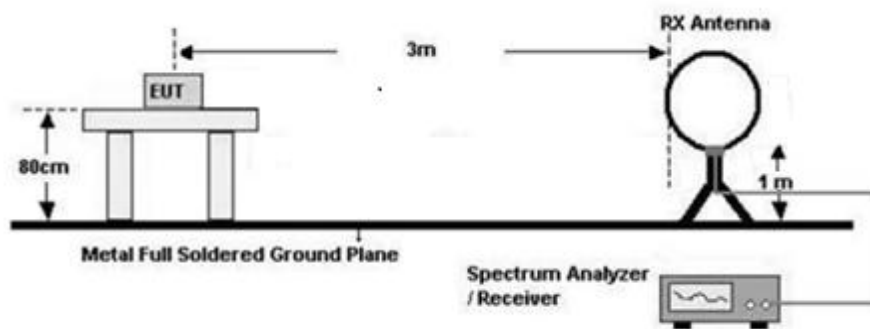 RX Antenna
3m
EUT
80cm
1 m
Metal Full Soldered Ground Plane
Spectrum Analyzer
/ Receiver